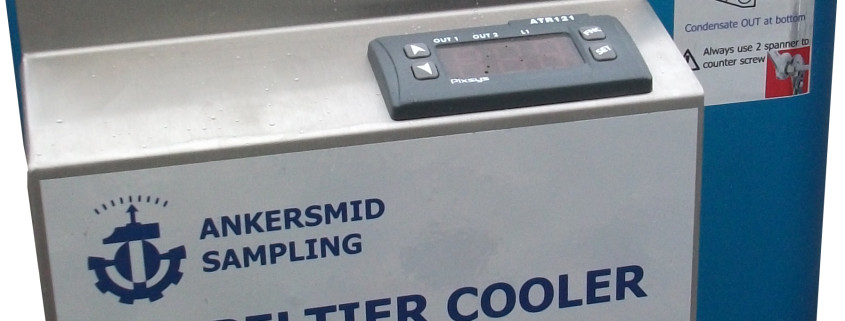 ATR121
OUT 1 OUT 2 L1
FNC
SET
Pixsys
Condensate OUT at bottom
Always use 2 spanner to
counter screw
ANKERSMID
SAMPLING
PELTIER COOLER